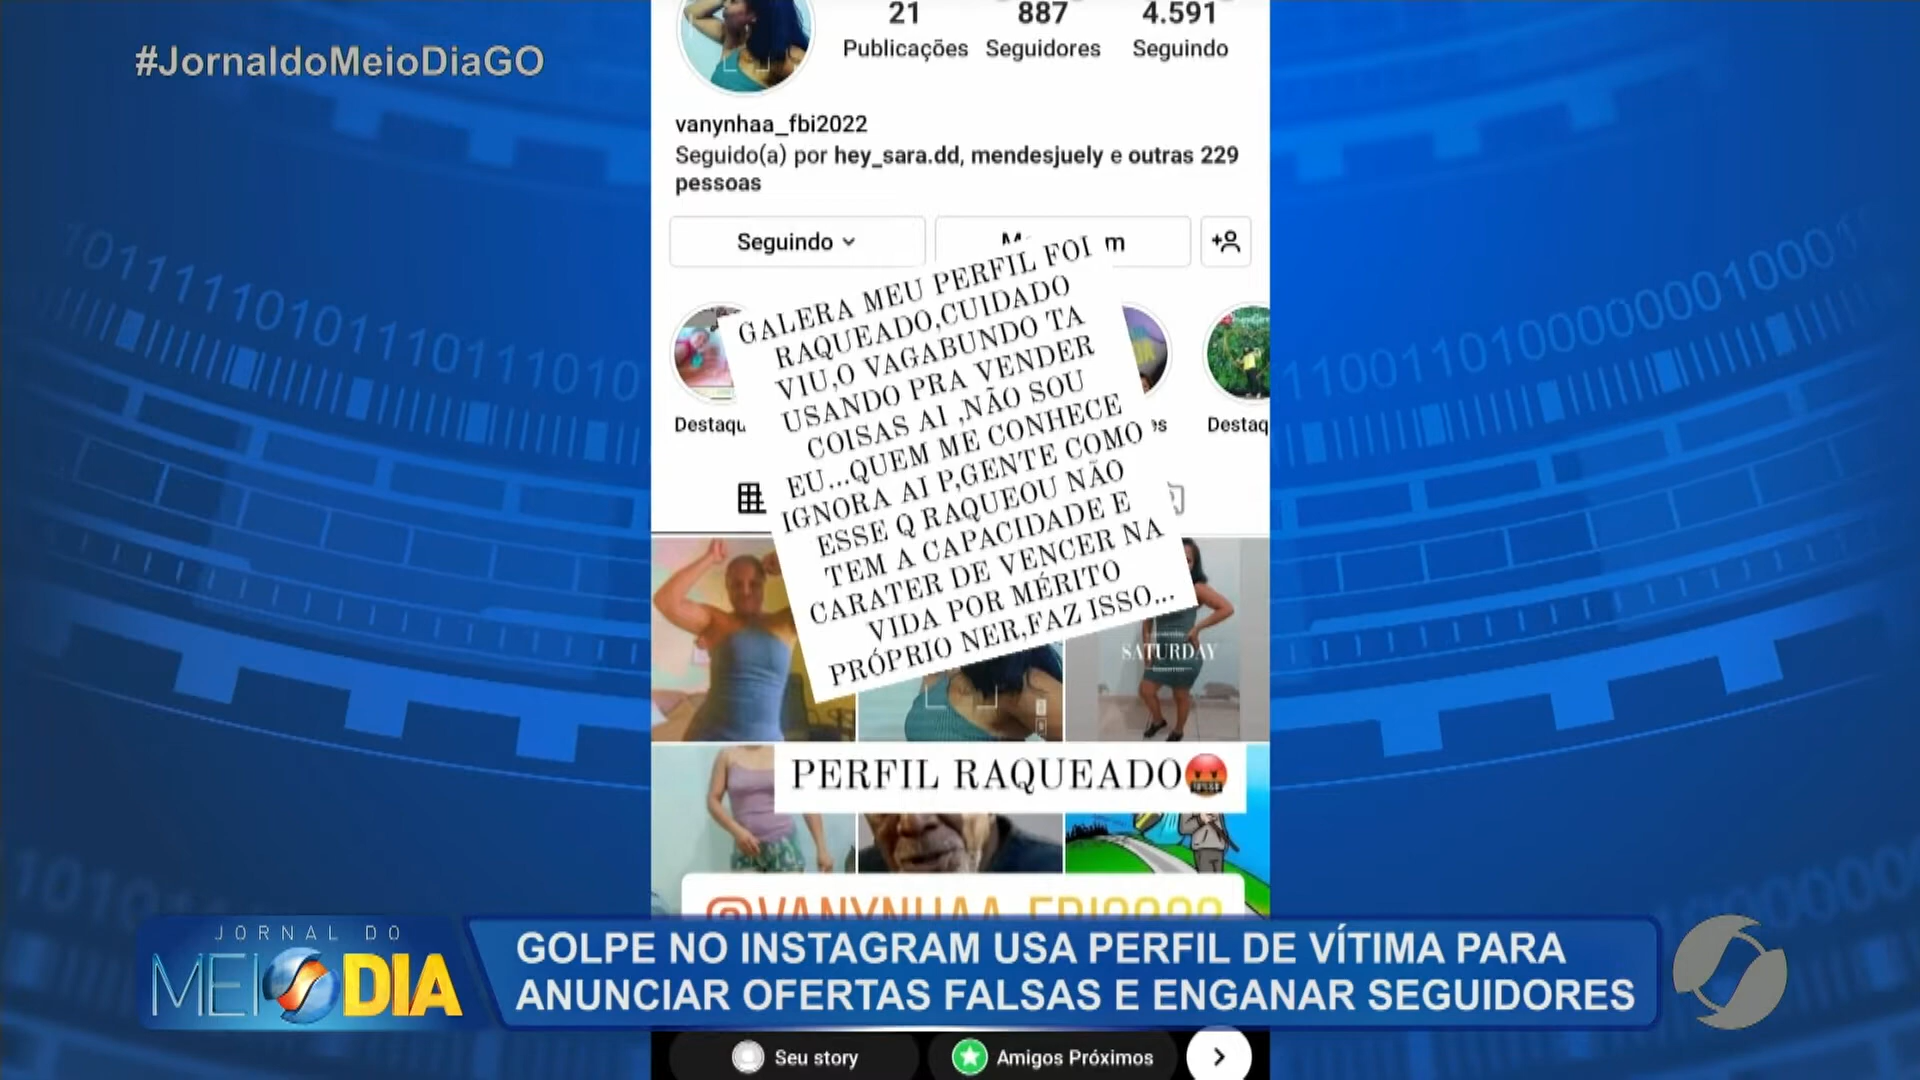 #JornaldoMeioDiaGO
21 887 4.591
Publicações Seguidores Seguindo
vanynhaa_fbi2022
Seguido(a) por hey_sara.dd, mendesjuely e outras 229
pessoas
Seguindo
GALERA MEU PERFIL FOI
RAQUEADO,CUIDADO
VIU,O VAGABUNDO TA
USANDO PRA VENDER
COISAS AI ,NÃO SOU
EU...QUEM ME CONHECE
IGNORA AI P,GENTE COMO
ESSE Q RAQUEOU NÃO
TEM A CAPACIDADE E
CARATER DE VENCER NA
VIDA POR MÉRITO
PRÓPRIO NER,FAZ ISSO...
SATURDAY
PERFIL RAQUEADO
@VANYNHAA_FBI2022
JORNAL DO
MEIO DIA
GOLPE NO INSTAGRAM USA PERFIL DE VÍTIMA PARA
ANUNCIAR OFERTAS FALSAS E ENGANAR SEGUIDORES
Seu story Amigos Próximos